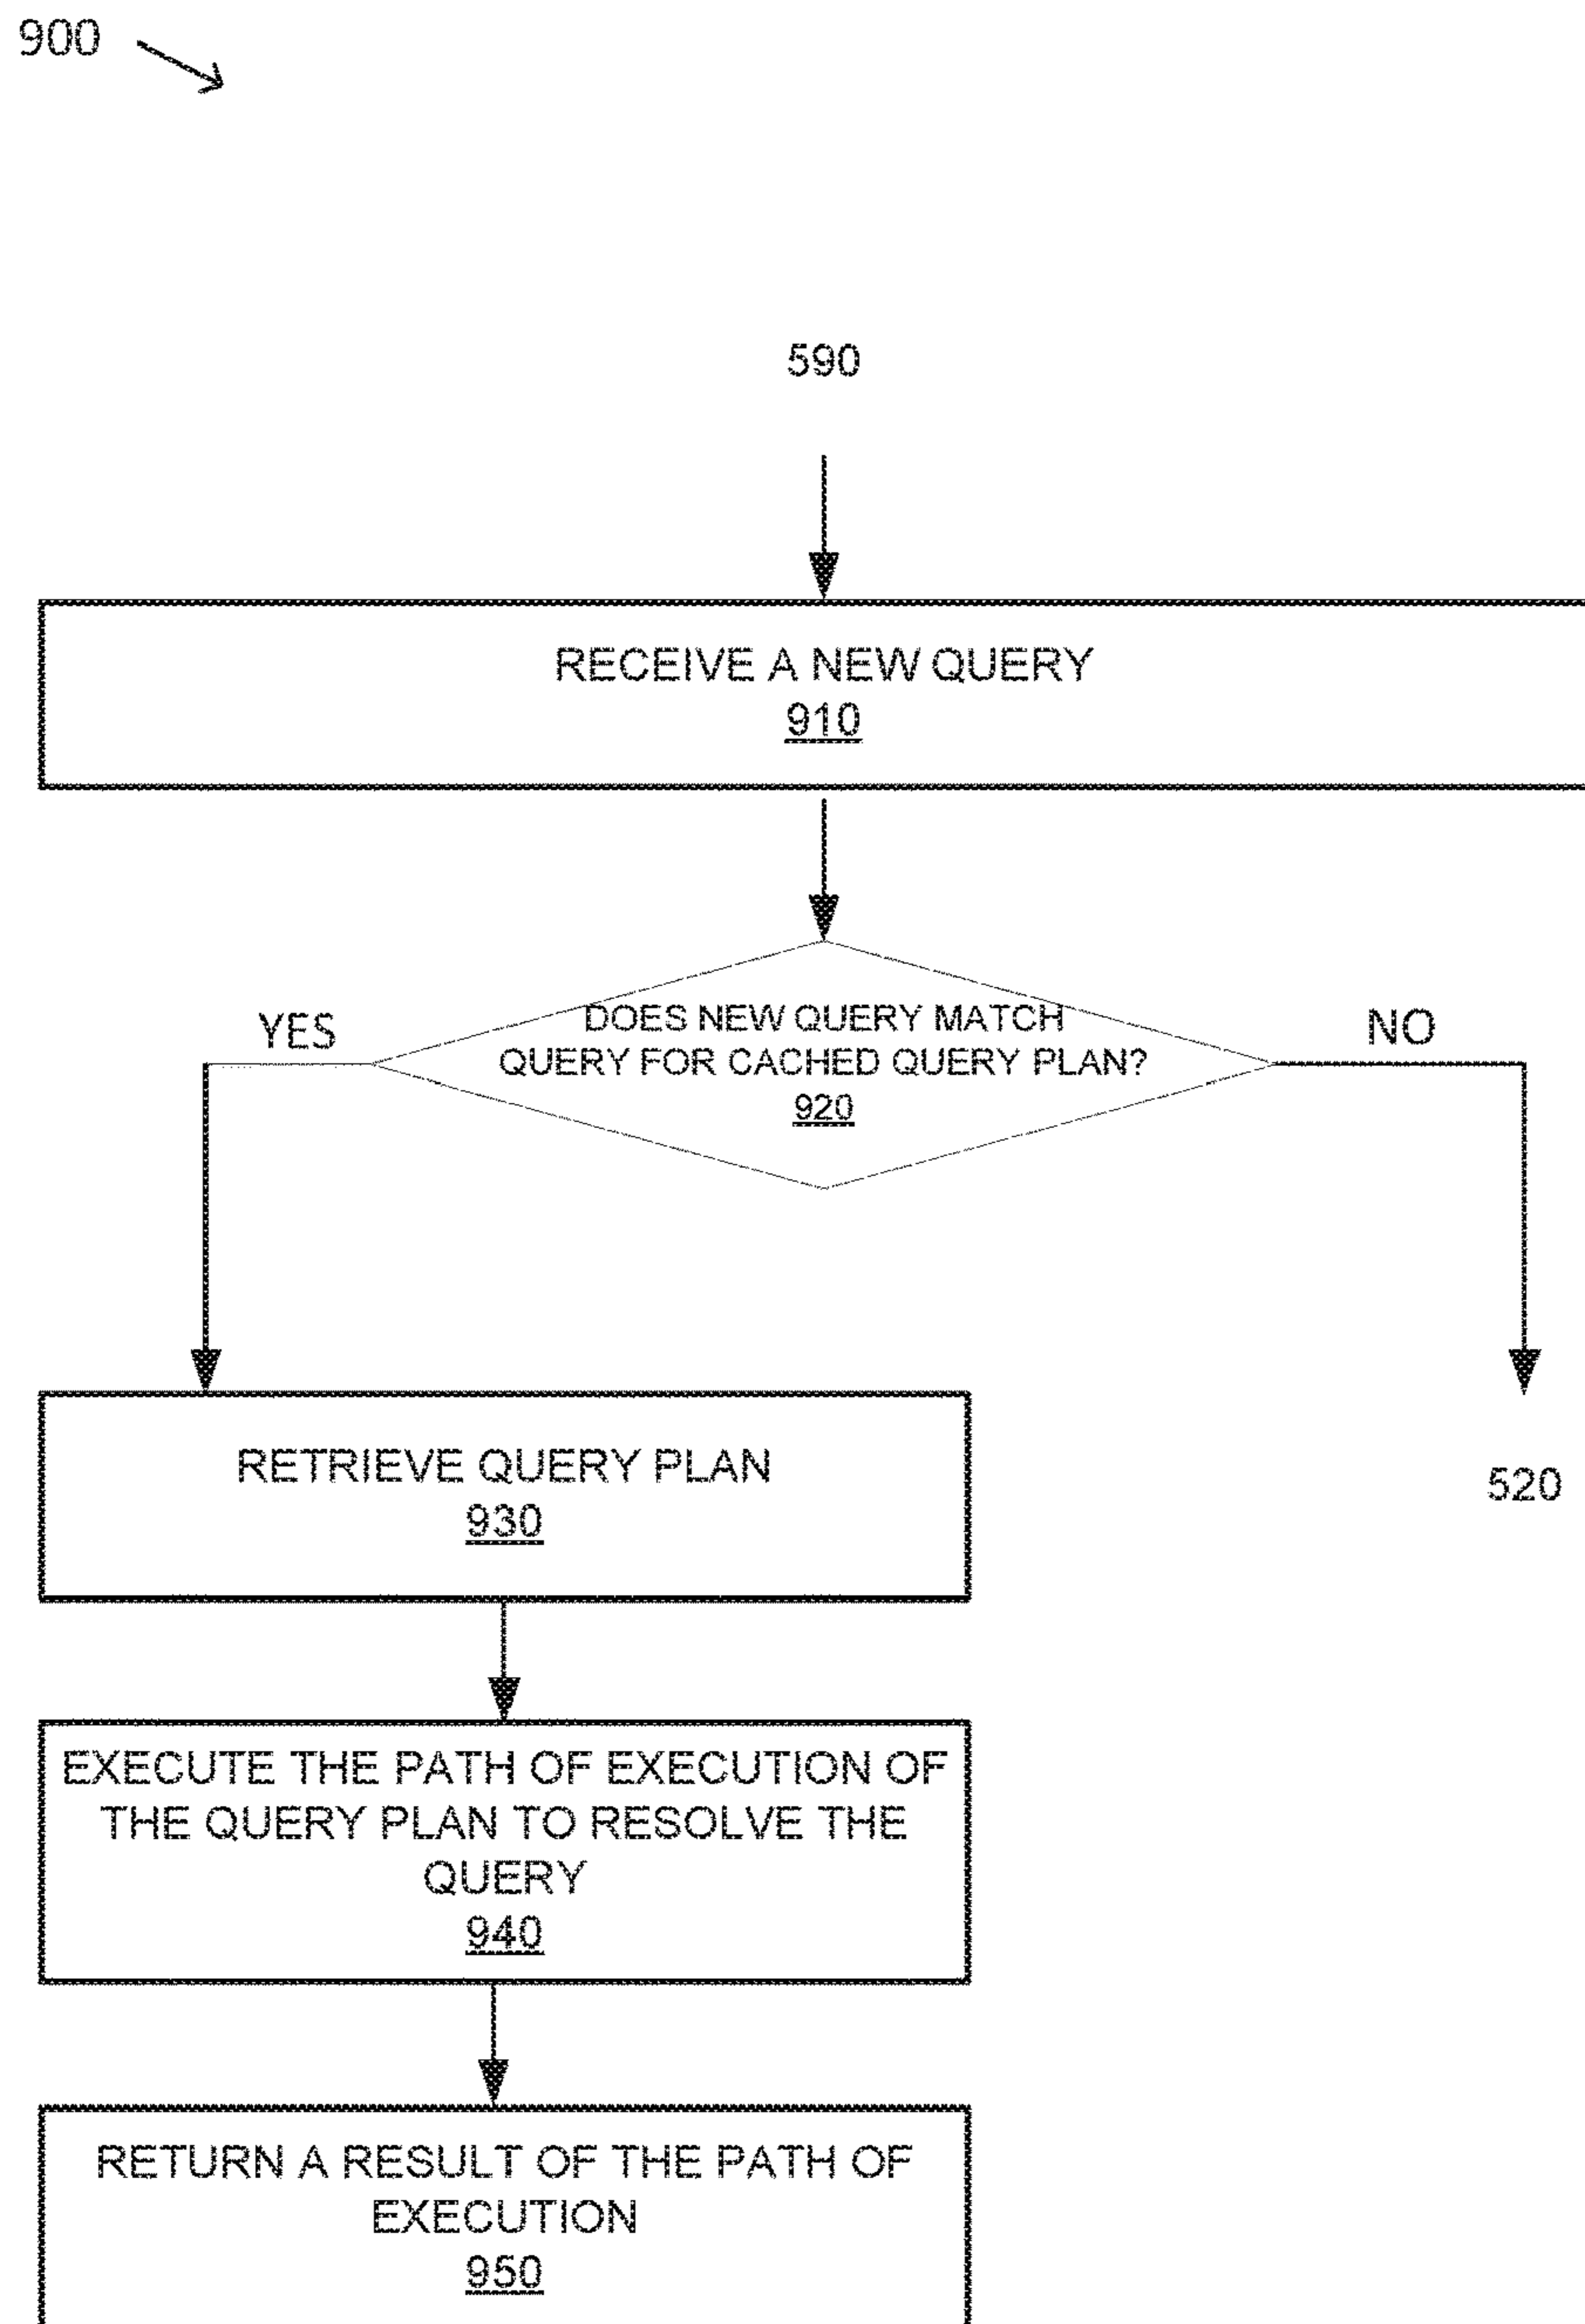 900
590
RECEIVE A NEW QUERY
910
DOES NEW QUERY MATCH
QUERY FOR CACHED QUERY PLAN?
920
YES
NO
RETRIEVE QUERY PLAN
930
520
EXECUTE THE PATH OF EXECUTION OF
THE QUERY PLAN TO RESOLVE THE
QUERY
940
RETURN A RESULT OF THE PATH OF
EXECUTION
950